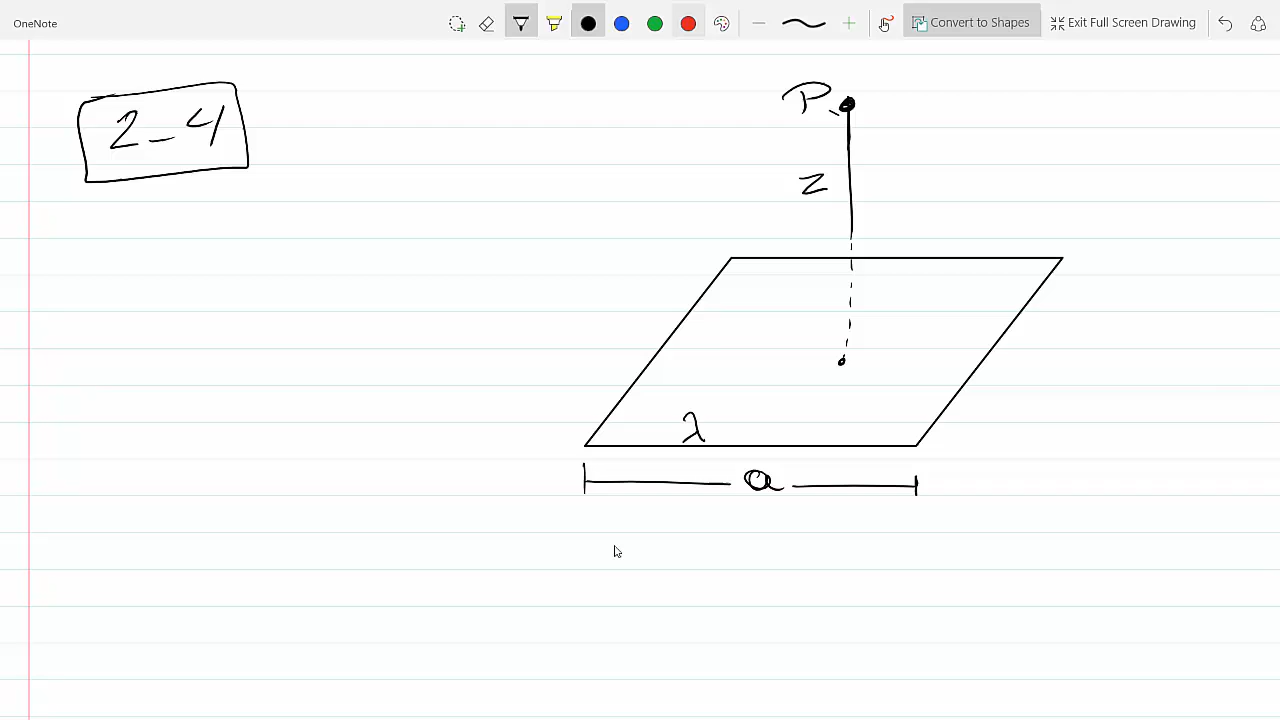 OneNote
Convert to Shapes
Exit Full Screen Drawing
2-4
P
z
λ
a